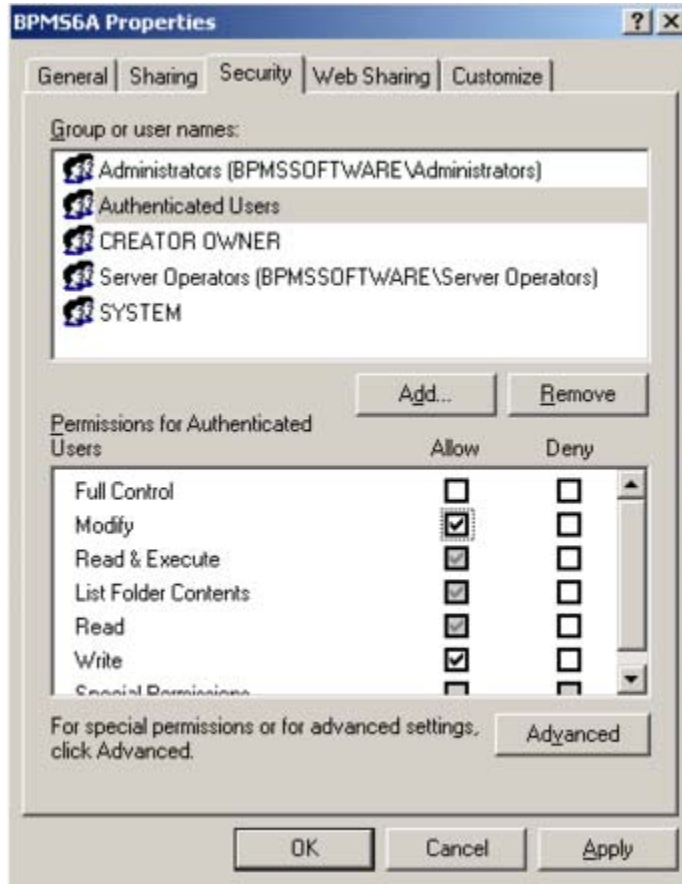 BPMS6A Properties
General Sharing Security Web Sharing Customize
Group or user names:
Administrators (BPMSSOFTWARE\Administrators)
Authenticated Users
CREATOR OWNER
Server Operators (BPMSSOFTWARE\Server Operators)
SYSTEM
Add... Remove
Permissions for Authenticated
Users Allow Deny
Full Control
Modify
Read & Execute
List Folder Contents
Read
Write
Special Permissions
For special permissions or for advanced settings,
click Advanced.
Advanced
OK Cancel Apply